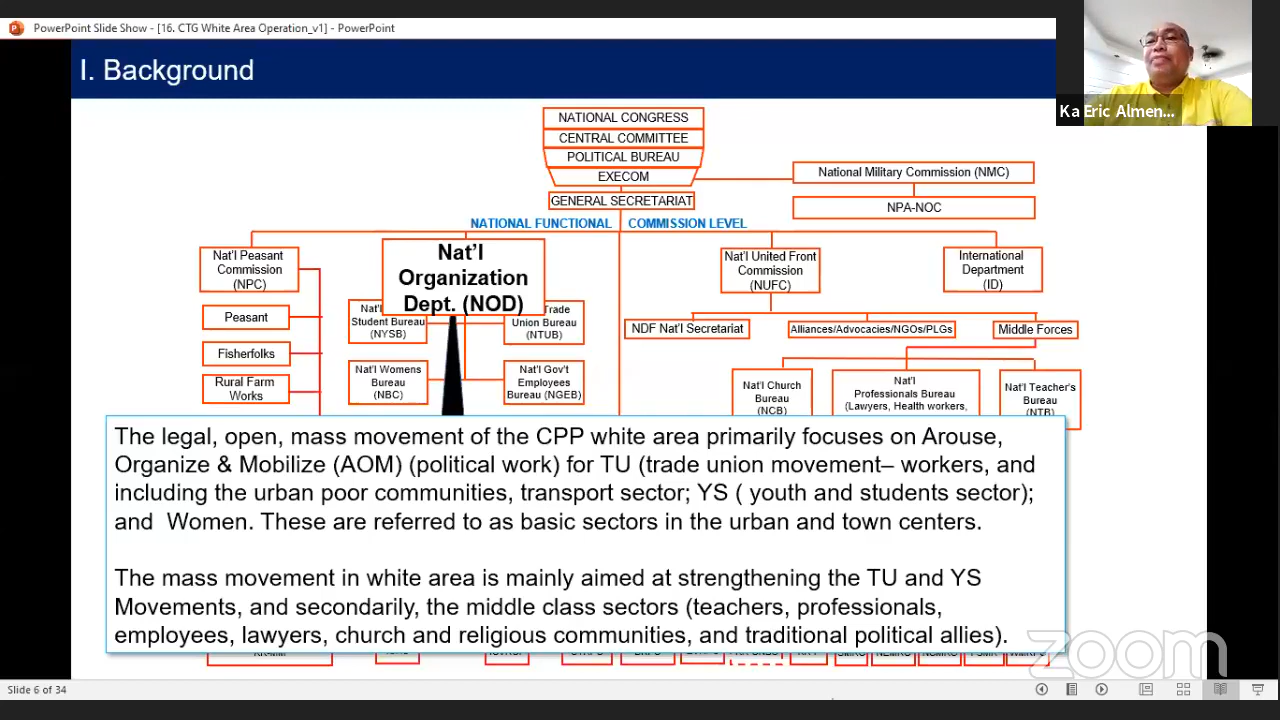 PowerPoint Slide Show - [16. CTG White Area Operation_v1] - PowerPoint
Ka Eric Almen...
I. Background
NATIONAL CONGRESS
CENTRAL COMMITTEE
POLITICAL BUREAU
EXECOM
GENERAL SECRETARIAT
National Military Commission (NMC)
NPA-NOC
NATIONAL FUNCTIONAL COMMISSION LEVEL
Nat'l Peasant
Commission
(NPC)
Peasant
Fisherfolks
Rural Farm
Works
Nat'l
Organization
Dept. (NOD)
Student Bureau
(NYSB)
Trade
Union Bureau
(NTUB)
Nat'l Womens
Bureau
(NBC)
Nat'l Gov't
Employees
Bureau (NGEB)
Nat'l United Front
Commission
(NUFC)
International
Department
(ID)
NDF Nat'l Secretariat
Alliances/Advocacies/NGOs/PLGs
Middle Forces
Nat'l Church
Bureau
(NCB)
Nat'l
Professionals Bureau
(Lawyers, Health workers,
Nat'l Teacher's
Bureau
(NTB)
The legal, open, mass movement of the CPP white area primarily focuses on Arouse,
Organize & Mobilize (AOM) (political work) for TU (trade union movement– workers, and
including the urban poor communities, transport sector; YS ( youth and students sector);
and Women. These are referred to as basic sectors in the urban and town centers.
The mass movement in white area is mainly aimed at strengthening the TU and YS
Movements, and secondarily, the middle class sectors (teachers, professionals,
employees, lawyers, church and religious communities, and traditional political allies).
zoom
Slide 6 of 34